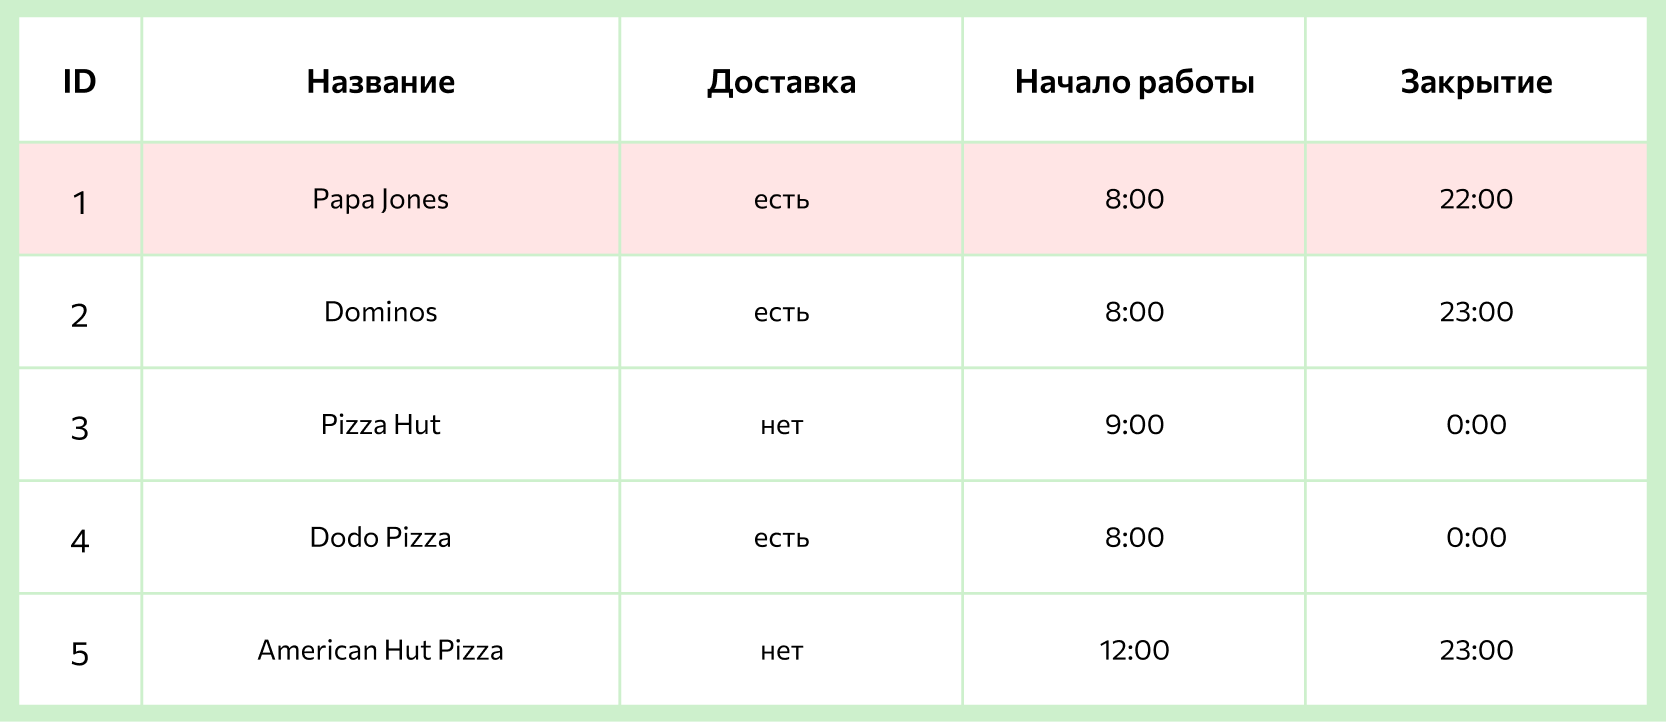 ID Название Доставка Начало работы Закрытие
1 Papa Jones есть 8:00 22:00
2 Dominos есть 8:00 23:00
3 Pizza Hut нет 9:00 0:00
4 Dodo Pizza есть 8:00 0:00
5 American Hut Pizza нет 12:00 23:00